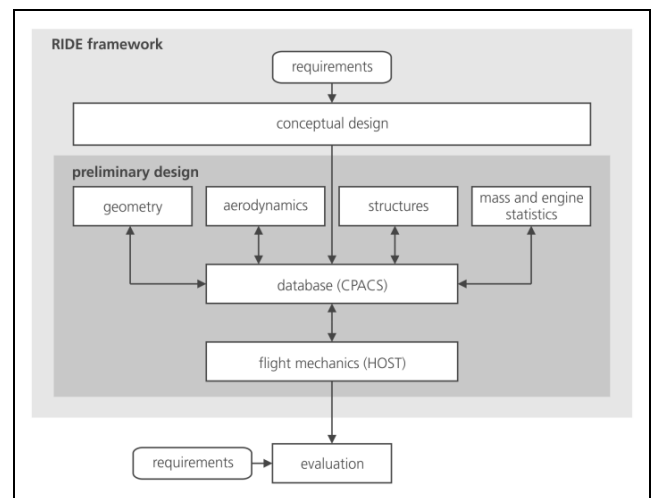 RIDE framework
requirements
conceptual design
preliminary design
geometry
aerodynamics
structures
mass and engine
statistics
database (CPACS)
flight mechanics (HOST)
requirements
evaluation